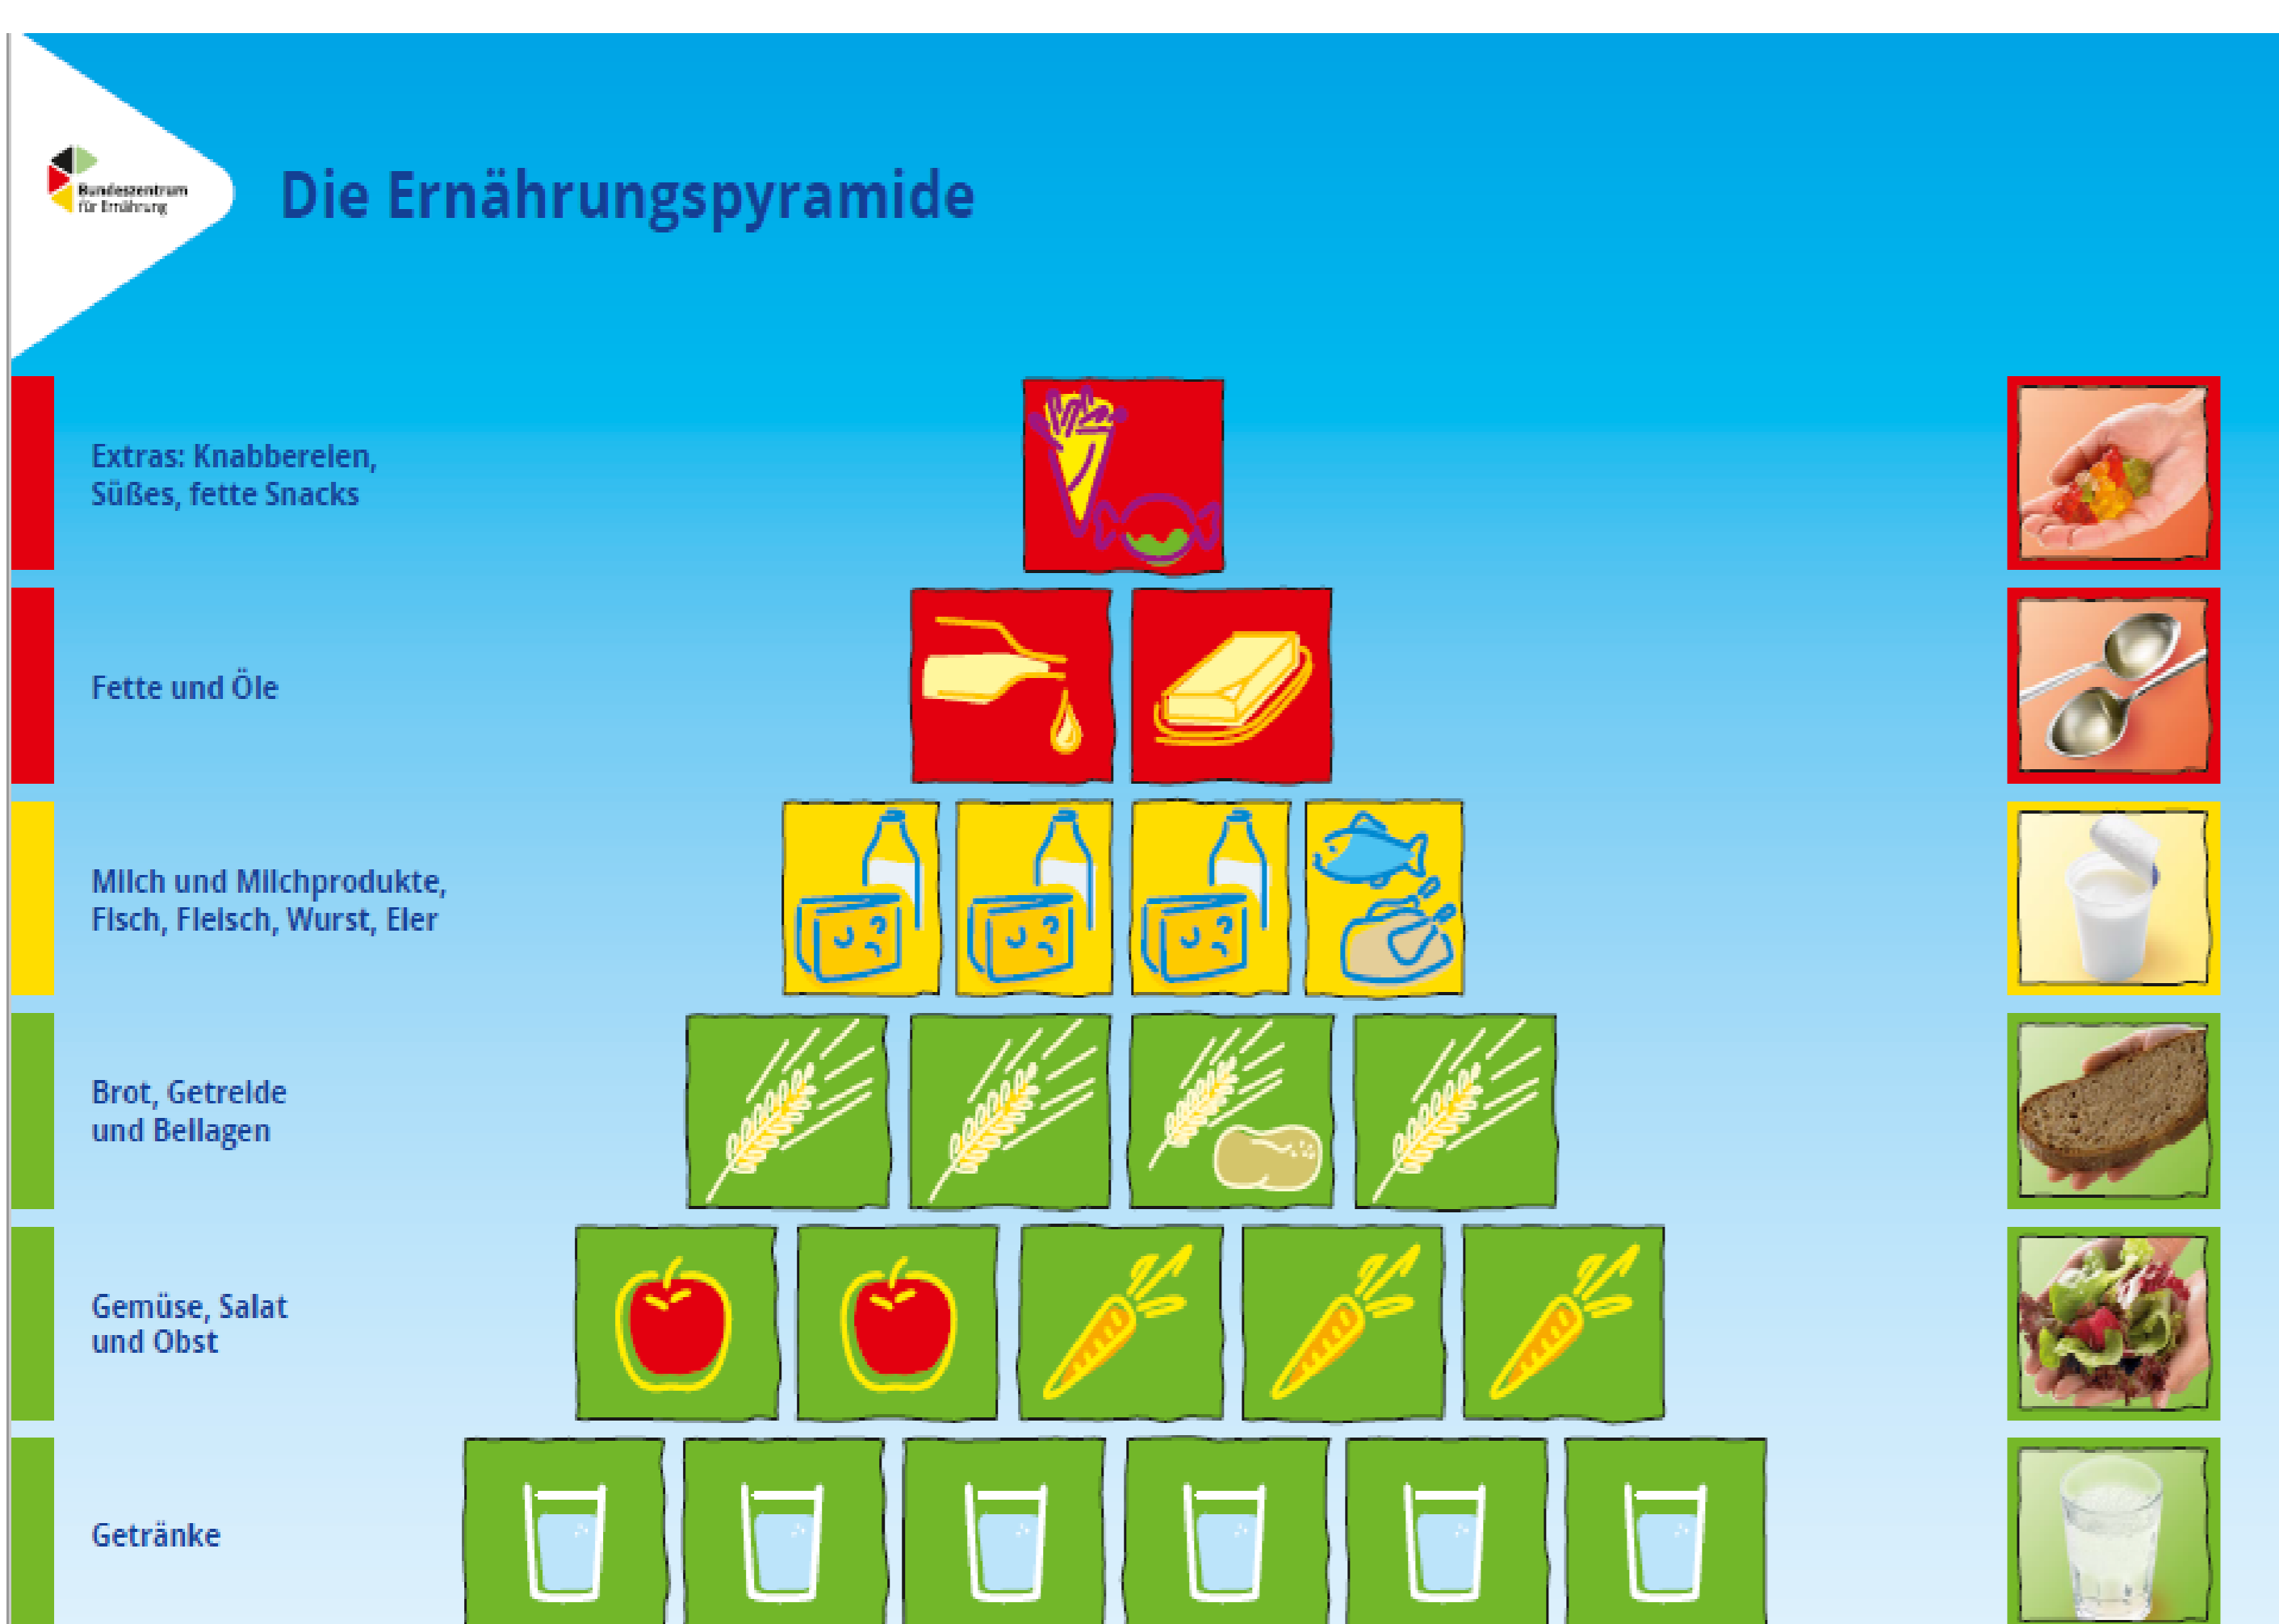 Bundeszentrum
für Ernährung
Die Ernährungspyramide
Extras: Knabbereien,
Süßes, fette Snacks
Fette und Öle
Milch und Milchprodukte,
Fisch, Fleisch, Wurst, Eier
Brot, Getreide
und Beilagen
Gemüse, Salat
und Obst
Getränke